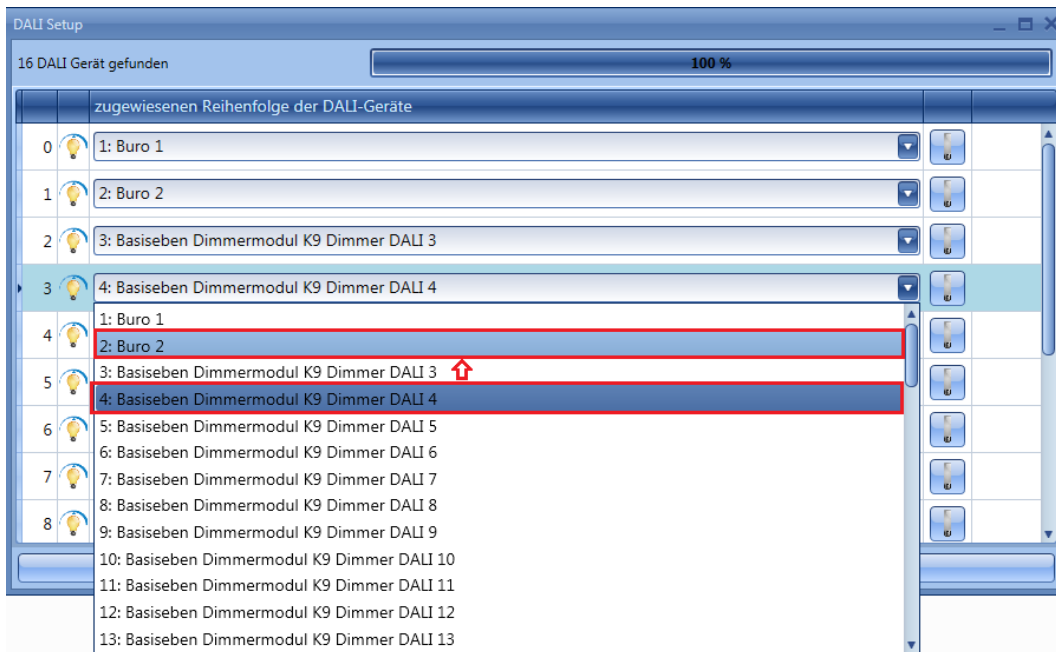 DALI Setup
16 DALI Gerät gefunden
100 %
zugewiesenen Reihenfolge der DALI-Geräte
0 1: Buro 1
1 2: Buro 2
2 3: Basiseben Dimmermodul K9 Dimmer DALI 3
3 4: Basiseben Dimmermodul K9 Dimmer DALI 4
1: Buro 1
4 2: Buro 2
3: Basiseben Dimmermodul K9 Dimmer DALI 3
5 4: Basiseben Dimmermodul K9 Dimmer DALI 4
6 5: Basiseben Dimmermodul K9 Dimmer DALI 5
6: Basiseben Dimmermodul K9 Dimmer DALI 6
7 7: Basiseben Dimmermodul K9 Dimmer DALI 7
8: Basiseben Dimmermodul K9 Dimmer DALI 8
8 9: Basiseben Dimmermodul K9 Dimmer DALI 9
10: Basiseben Dimmermodul K9 Dimmer DALI 10
11: Basiseben Dimmermodul K9 Dimmer DALI 11
12: Basiseben Dimmermodul K9 Dimmer DALI 12
13: Basiseben Dimmermodul K9 Dimmer DALI 13